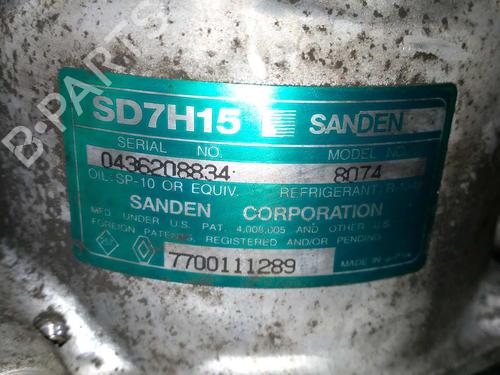 B-PARTS
SD7H15 SANDEN
SERIAL NO. MODEL NO.
0436208834 8074
OIL: SP-10 OR EQUIV. REFRIGERANT:
SANDEN CORPORATION
MFD. UNDER U.S. PAT. 4,008,005 AND OTHER U.S.
FOREIGN PATENTS, REGISTERED AND/OR PENDING.
7700111289 MADE IN